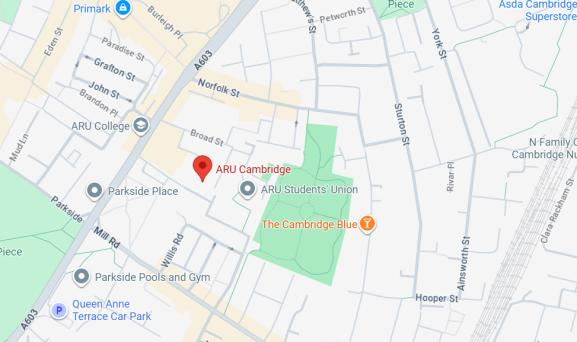 Primark
Burleigh Pl
Petworth St
thew's St
Piece
Asda Cambridge
Superstore
Eden St
Paradise St
A603
York St
Grafton St
John St
Norfolk St
Brandon Pl
Sturton St
ARU College
Broad St
N Family C
Cambridge Nu
Mud Ln
ARU Cambridge
Rivar Pl
Parkside Place
ARU Students' Union
Clara Rackham St
Parkside
The Cambridge Blue
Mill Rd
Willis Rd
Piece
Ainsworth St
Parkside Pools and Gym
Hooper St
Queen Anne
Terrace Car Park
P
A603